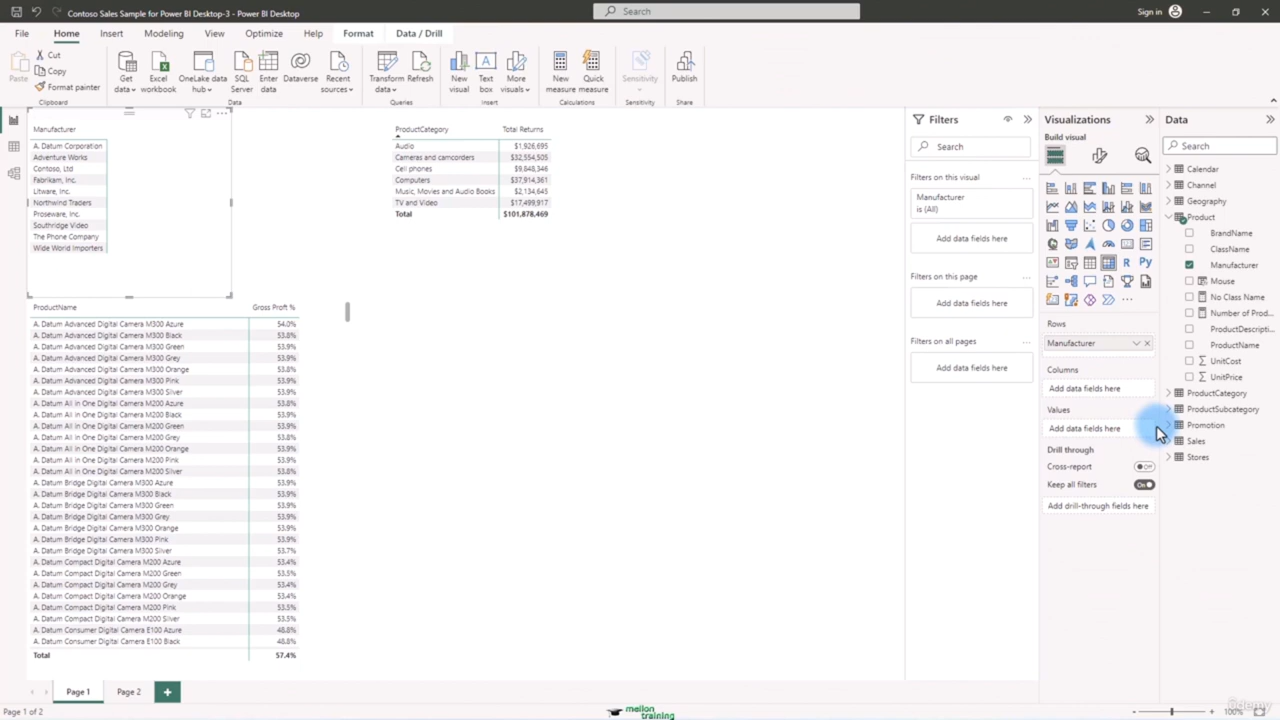 Contoso Sales Sample for Power BI Desktop-3 - Power BI Desktop
Search
Sign in
File
Home
Insert
Modeling
View
Optimize
Help
Format
Data / Drill
Paste
Cut
Copy
Format painter
Clipboard
Get data
Excel workbook
OneLake data hub
SQL Server
Enter data
Dataverse
Recent sources
Data
Transform data
Refresh
Queries
New visual
Text box
More visuals
Insert
New measure
Quick measure
Calculations
Sensitivity
Sensitivity
Publish
Share
Manufacturer
A. Datum Corporation
Adventure Works
Contoso, Ltd
Fabrikam, Inc.
Litware, Inc.
Northwind Traders
Proseware, Inc.
Southridge Video
The Phone Company
Wide World Importers
ProductCategory Total Returns
Audio $1,926,695
Cameras and camcorders $32,554,505
Cell phones $9,848,346
Computers $37,914,361
Music, Movies and Audio Books $2,134,645
TV and Video $17,499,917
Total $101,878,469
ProductName Gross Proft %
A. Datum Advanced Digital Camera M300 Azure 54.0%
A. Datum Advanced Digital Camera M300 Black 53.8%
A. Datum Advanced Digital Camera M300 Green 53.9%
A. Datum Advanced Digital Camera M300 Grey 53.9%
A. Datum Advanced Digital Camera M300 Orange 53.8%
A. Datum Advanced Digital Camera M300 Pink 53.9%
A. Datum Advanced Digital Camera M300 Silver 53.9%
A. Datum All in One Digital Camera M200 Azure 53.8%
A. Datum All in One Digital Camera M200 Black 53.9%
A. Datum All in One Digital Camera M200 Green 53.9%
A. Datum All in One Digital Camera M200 Grey 53.8%
A. Datum All in One Digital Camera M200 Orange 53.9%
A. Datum All in One Digital Camera M200 Pink 53.9%
A. Datum All in One Digital Camera M200 Silver 53.8%
A. Datum Bridge Digital Camera M300 Azure 53.9%
A. Datum Bridge Digital Camera M300 Black 53.9%
A. Datum Bridge Digital Camera M300 Green 53.9%
A. Datum Bridge Digital Camera M300 Grey 53.9%
A. Datum Bridge Digital Camera M300 Orange 53.9%
A. Datum Bridge Digital Camera M300 Pink 53.9%
A. Datum Bridge Digital Camera M300 Silver 53.7%
A. Datum Compact Digital Camera M200 Azure 53.4%
A. Datum Compact Digital Camera M200 Green 53.5%
A. Datum Compact Digital Camera M200 Grey 53.4%
A. Datum Compact Digital Camera M200 Orange 53.4%
A. Datum Compact Digital Camera M200 Pink 53.5%
A. Datum Compact Digital Camera M200 Silver 53.5%
A. Datum Consumer Digital Camera E100 Azure 48.8%
A. Datum Consumer Digital Camera E100 Black 48.8%
Total 57.4%
Filters
Search
Filters on this visual
Manufacturer
is (All)
Add data fields here
Filters on this page
Add data fields here
Filters on all pages
Add data fields here
Visualizations
Build visual
R
Py
Rows
Manufacturer
Columns
Add data fields here
Values
Add data fields here
Drill through
Cross-report
Off
Keep all filters
On
Add drill-through fields here
Data
Search
Calendar
Channel
Geography
Product
BrandName
ClassName
Manufacturer
Mouse
No Class Name
Number of Prod...
ProductDescripti...
ProductName
UnitCost
UnitPrice
ProductCategory
ProductSubcategory
Promotion
Sales
Stores
Page 1
Page 2
Page 1 of 2
meilon training
100%
ûdemy